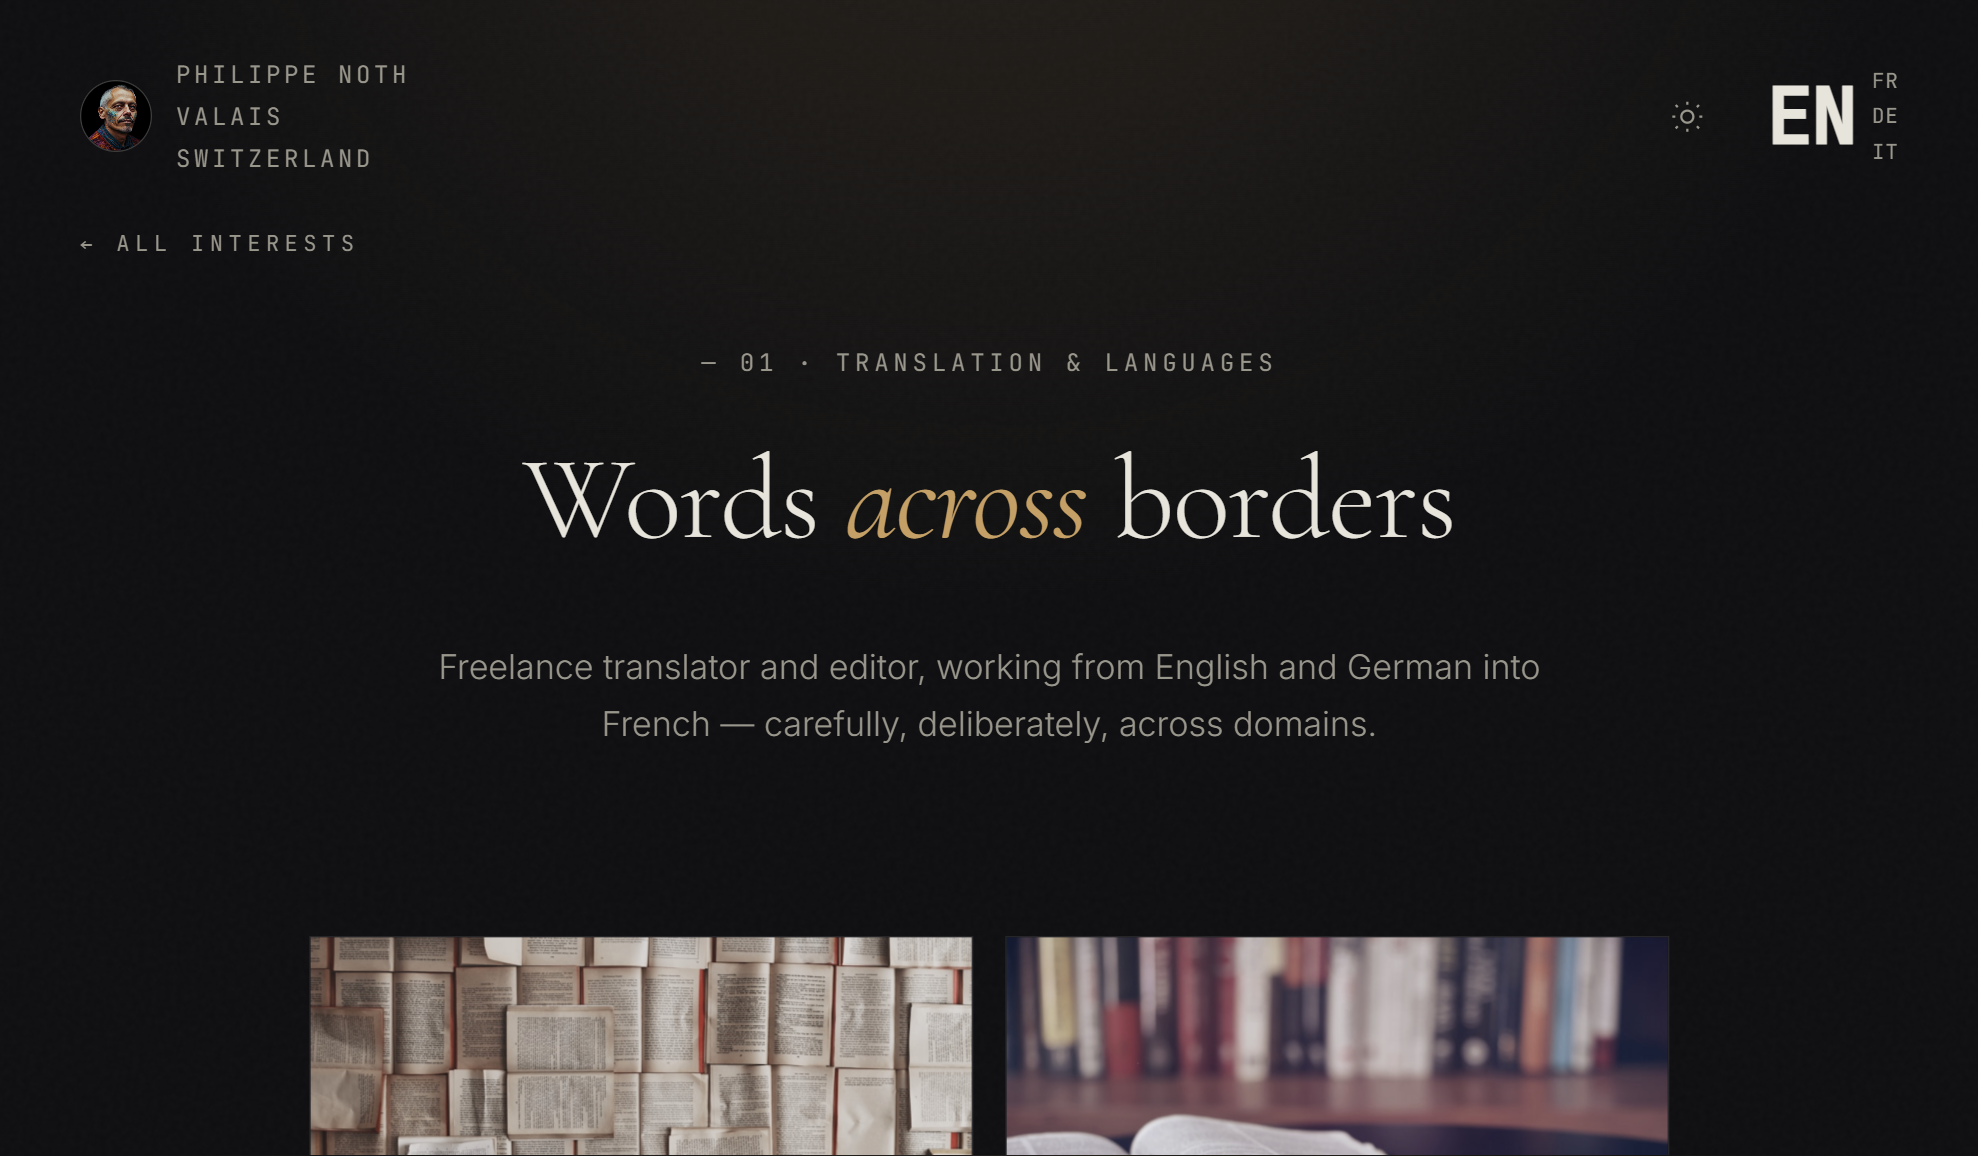 PHILIPPE NOTH
VALAIS
SWITZERLAND
EN
FR
DE
IT
← ALL INTERESTS
— 01 · TRANSLATION & LANGUAGES
Words across borders
Freelance translator and editor, working from English and German into
French — carefully, deliberately, across domains.